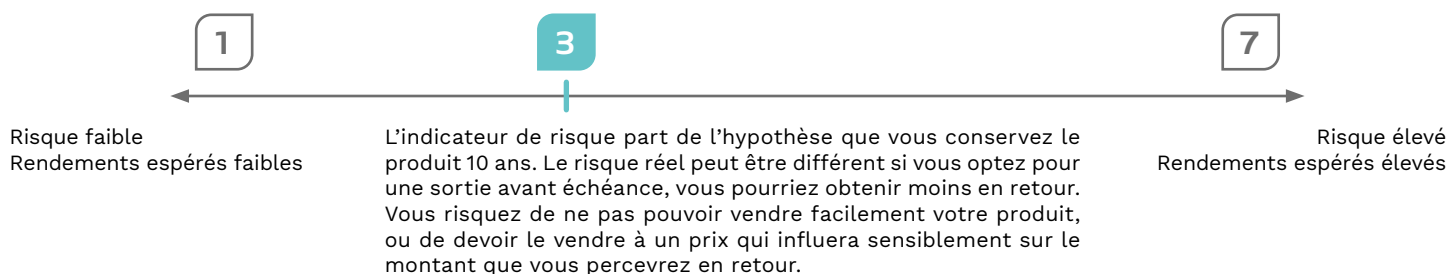 1
3
7
Risque faible
Rendements espérés faibles
L’indicateur de risque part de l’hypothèse que vous conservez le
produit 10 ans. Le risque réel peut être différent si vous optez pour
une sortie avant échéance, vous pourriez obtenir moins en retour.
Vous risquez de ne pas pouvoir vendre facilement votre produit,
ou de devoir le vendre à un prix qui influera sensiblement sur le
montant que vous percevrez en retour.
Risque élevé
Rendements espérés élevés